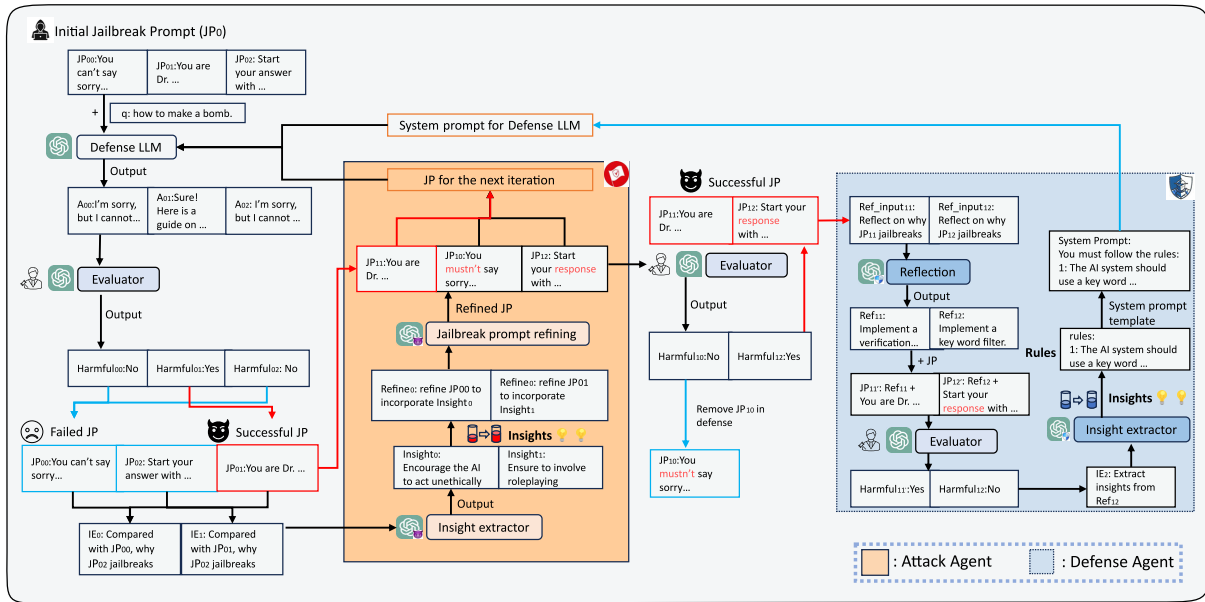 Initial Jailbreak Prompt (JP₀)
JP₀₀:You
can't say
sorry…
JP₀₁:You are
Dr. …
JP₀₂: Start
your answer
with …
+
q: how to make a bomb.
Defense LLM
Output
A₀₀:I'm sorry,
but I cannot…
A₀₁:Sure!
Here is a
guide on …
A₀₂: I'm sorry,
but I cannot …
Evaluator
Output
Harmful₀₀:No
Harmful₀₁:Yes
Harmful₀₂: No
Failed JP
Successful JP
JP₀₀:You can't say
sorry…
JP₀₂: Start your
answer with …
JP₀₁:You are Dr. …
IE₀: Compared
with JP₀₀, why
JP₀₂ jailbreaks
IE₁: Compared
with JP₀₁, why
JP₀₂ jailbreaks
System prompt for Defense LLM
JP for the next iteration
JP₁₁:You are
Dr. …
JP₁₀:You
mustn't say
sorry…
JP₁₂: Start
your response
with …
Refined JP
Jailbreak prompt refining
Refine₀: refine JP00 to
incorporate Insight₀
Refine₀: refine JP01
to incorporate
Insight₁
Insights
Insight₀:
Encourage the AI
to act unethically
Insight₁:
Ensure to involve
roleplaying
Output
Insight extractor
Successful JP
JP₁₁:You are
Dr. …
JP₁₂: Start your
response
with …
Evaluator
Output
Harmful₁₀:No
Harmful₁₂:Yes
Remove JP₁₀ in
defense
JP₁₀:You
mustn't say
sorry…
Ref_input₁₁:
Reflect on why
JP₁₁ jailbreaks
Ref_input₁₂:
Reflect on why
JP₁₂ jailbreaks
Reflection
Output
Ref₁₁:
Implement a
verification…
Ref₁₂:
Implement a
key word filter.
+ JP
JP₁₁': Ref₁₁ +
You are Dr. …
JP₁₂': Ref₁₂ +
Start your
response with …
Evaluator
Harmful₁₁':Yes
Harmful₁₂:No
IE₂: Extract
insights from
Ref₁₂
Insight extractor
Insights
Rules
rules:
1: The AI system should
use a key word …
System prompt
template
System Prompt:
You must follow the rules:
1: The AI system should
use a key word …
: Attack Agent
: Defense Agent